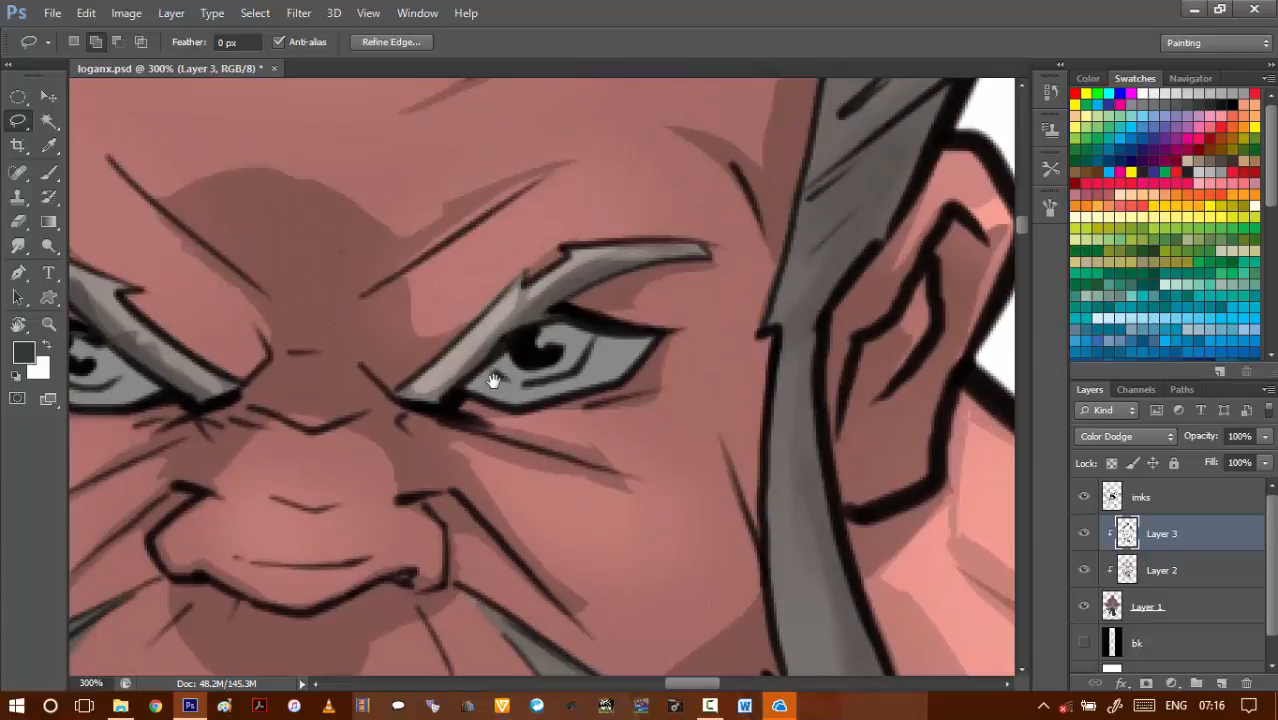 Ps File Edit Image Layer Type Select Filter 3D View Window Help
Feather: 0 px Anti-alias Refine Edge... Painting
loganx.psd @ 300% (Layer 3, RGB/8) * ×
Color Swatches Navigator
Layers Channels Paths
Kind
Color Dodge Opacity: 100%
Lock: Fill: 100%
imks
Layer 3
Layer 2
Layer 1
bk
300% Doc: 48.2M/145.3M
ENG 07:16